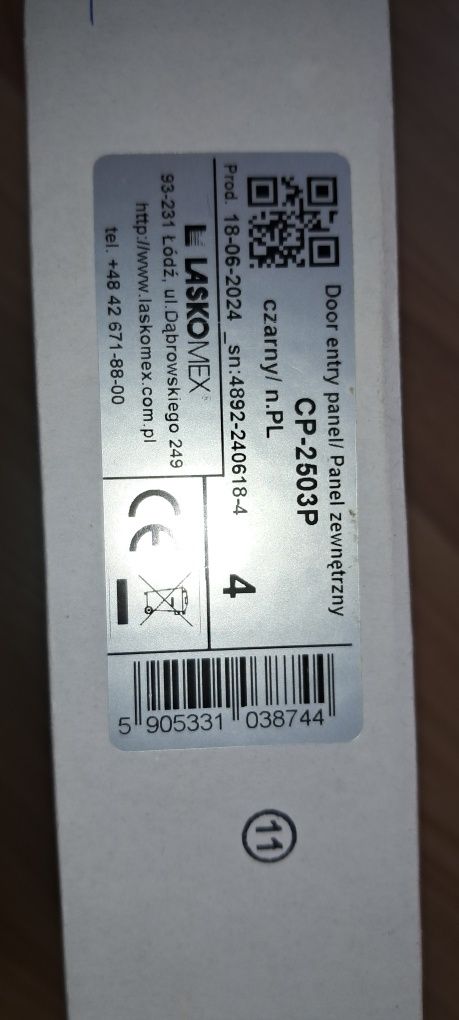 Door entry panel/ Panel zewnętrzny
CP-2503P
czarny/ n.PL
Prod. 18-06-2024 _sn:4892-240618-4
4
LASKOMEX
93-231 Łódź, ul.Dąbrowskiego 249
http://www.laskomex.com.pl
tel. +48 42 671-88-00
CE
5 905331 038744
11